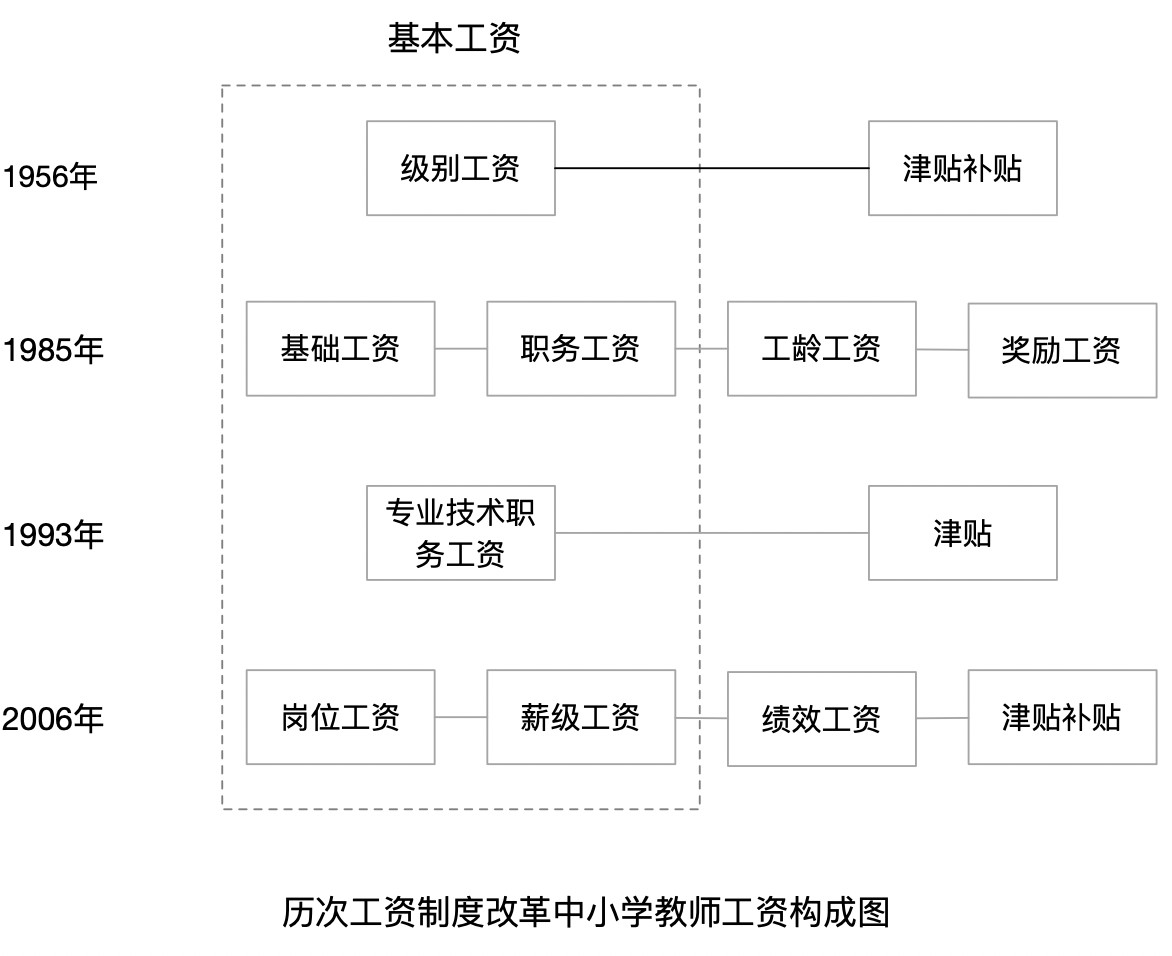 基本工资
1956年
级别工资
津贴补贴
1985年
基础工资
职务工资
工龄工资
奖励工资
1993年
专业技术职
务工资
津贴
2006年
岗位工资
薪级工资
绩效工资
津贴补贴
历次工资制度改革中小学教师工资构成图